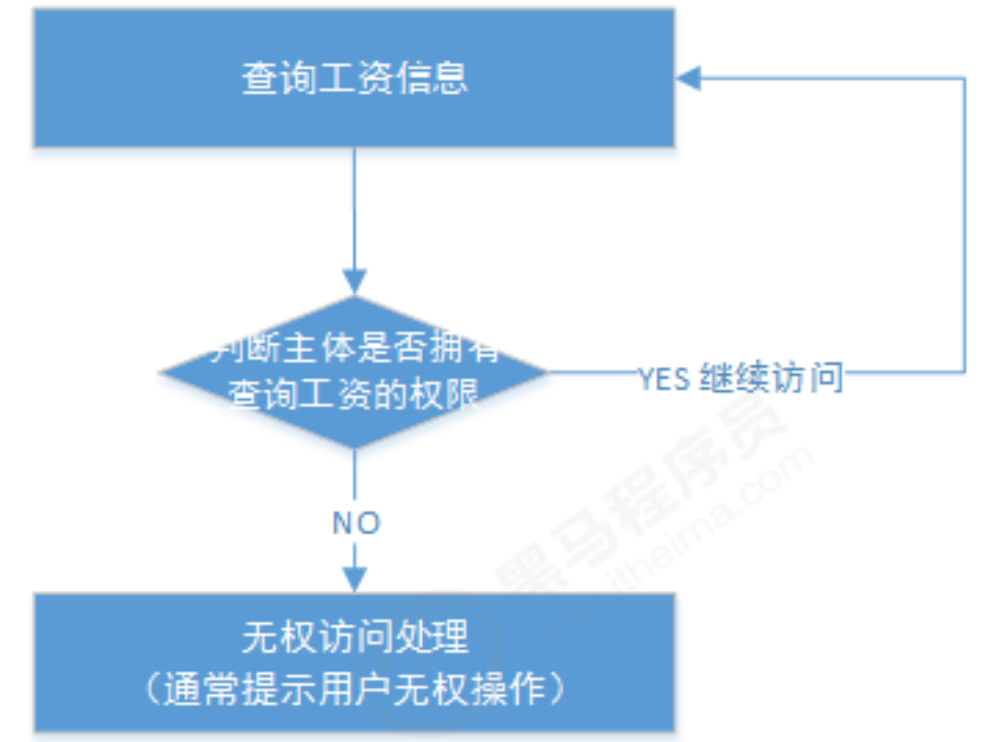 查询工资信息
判断主体是否拥有
查询工资的权限
YES 继续访问
NO
黑马程序员
itheima.com
无权访问处理
（通常提示用户无权操作）